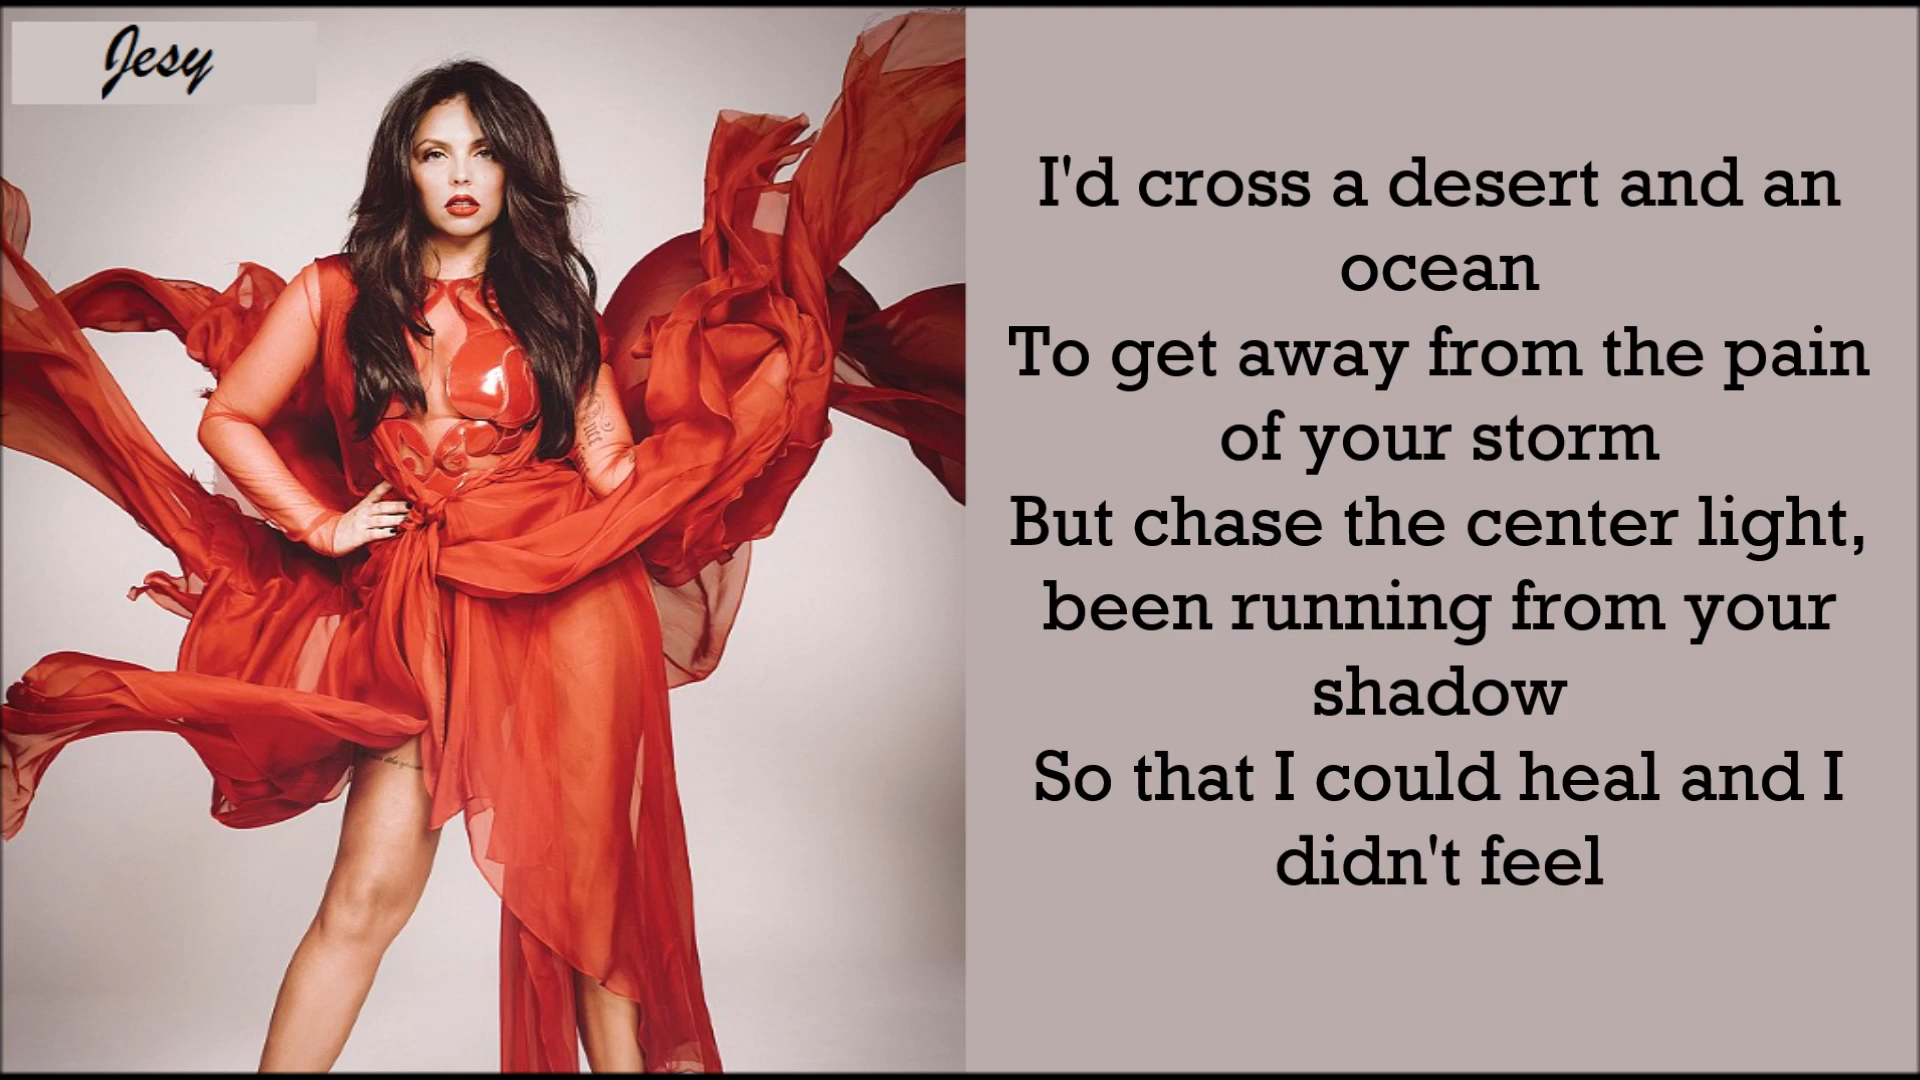 Jesy
I'd cross a desert and an
ocean
To get away from the pain
of your storm
But chase the center light,
been running from your
shadow
So that I could heal and I
didn't feel